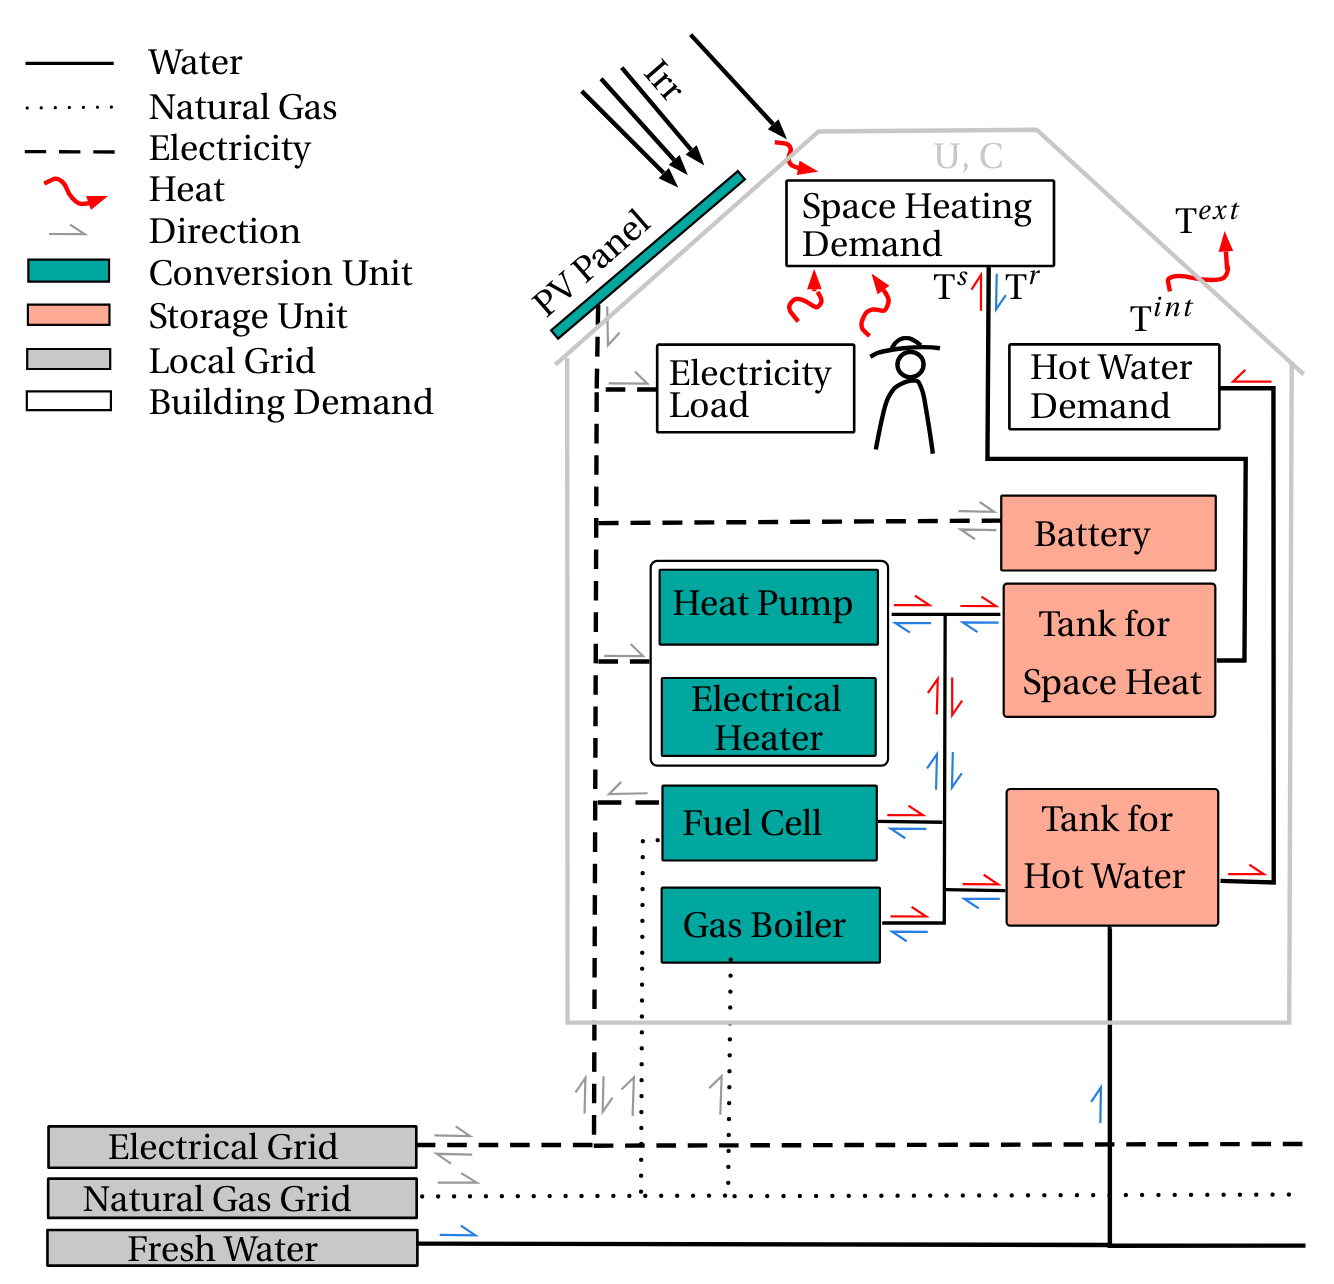 Water
Natural Gas
Electricity
Heat
Direction
Conversion Unit
Storage Unit
Local Grid
Building Demand
Irr
PV Panel
U, C
Space Heating
Demand
T^s
T^r
T^ext
T^int
Electricity
Load
Hot Water
Demand
Battery
Heat Pump
Tank for
Space Heat
Electrical
Heater
Fuel Cell
Tank for
Hot Water
Gas Boiler
Electrical Grid
Natural Gas Grid
Fresh Water